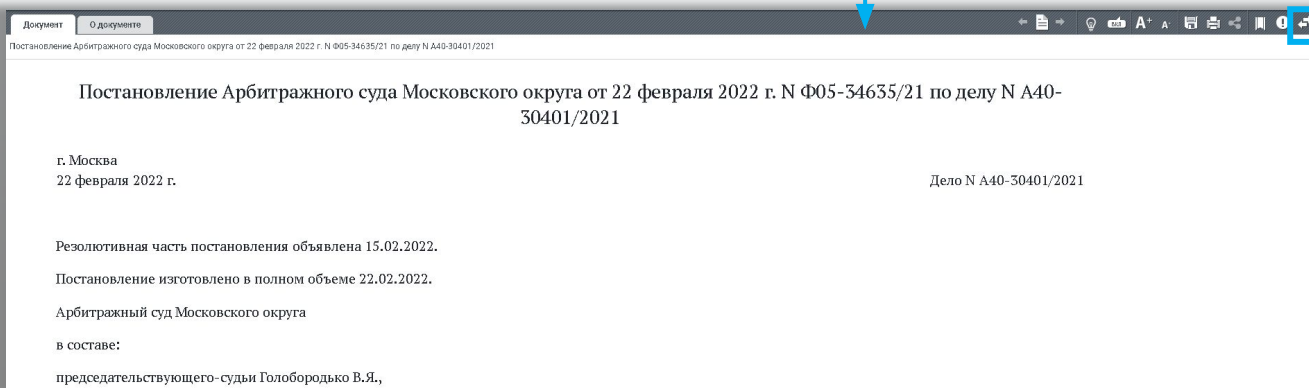 Документ О документе
вкл A+ A-
Постановление Арбитражного суда Московского округа от 22 февраля 2022 г. N Ф05-34635/21 по делу N А40-30401/2021
Постановление Арбитражного суда Московского округа от 22 февраля 2022 г. N Ф05-34635/21 по делу N А40-
30401/2021
г. Москва
22 февраля 2022 г. Дело N А40-30401/2021
Резолютивная часть постановления объявлена 15.02.2022.
Постановление изготовлено в полном объеме 22.02.2022.
Арбитражный суд Московского округа
в составе:
председательствующего-судьи Голобородько В.Я.,